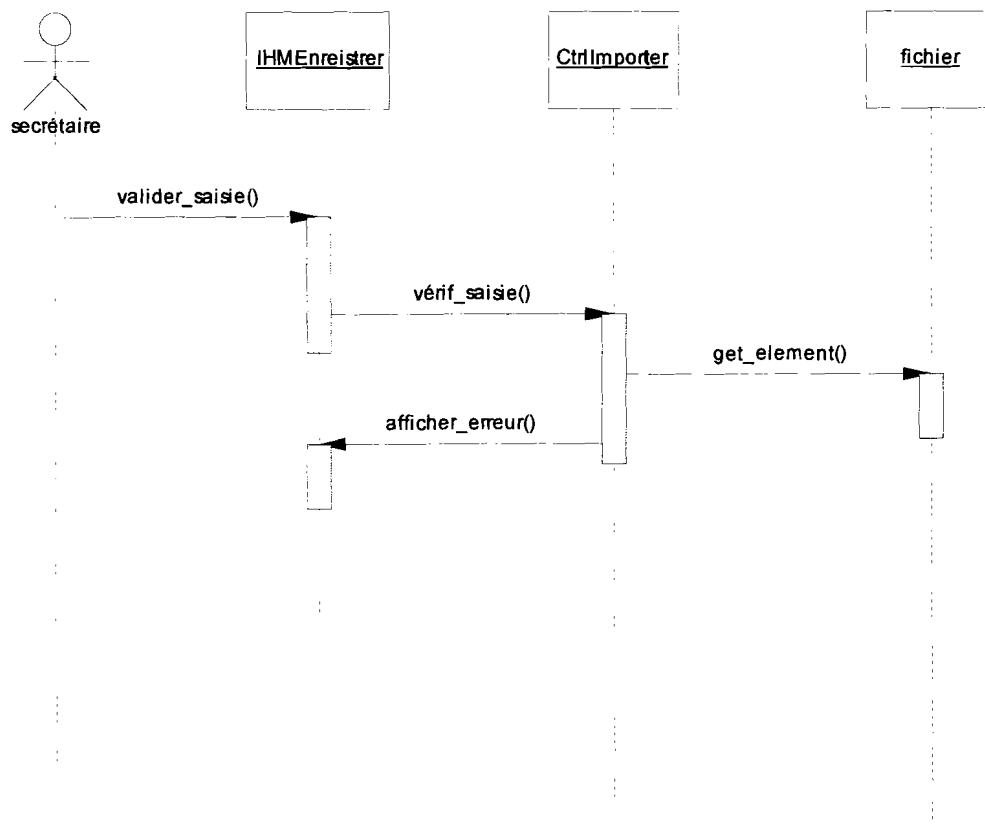 IHMEnreistrer
CtrlImporter
fichier
secrétaire
valider_saisie()
vérif_saisie()
get_element()
afficher_erreur()